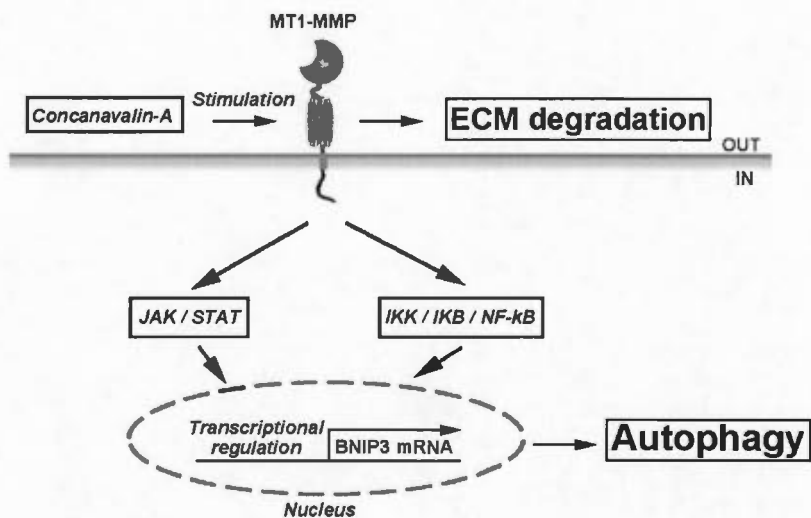 MT1-MMP
Stimulation
Concanavalin-A
ECM degradation
OUT
IN
JAK / STAT
IKK / IKB / NF-kB
Transcriptional
regulation
BNIP3 mRNA
Autophagy
Nucleus